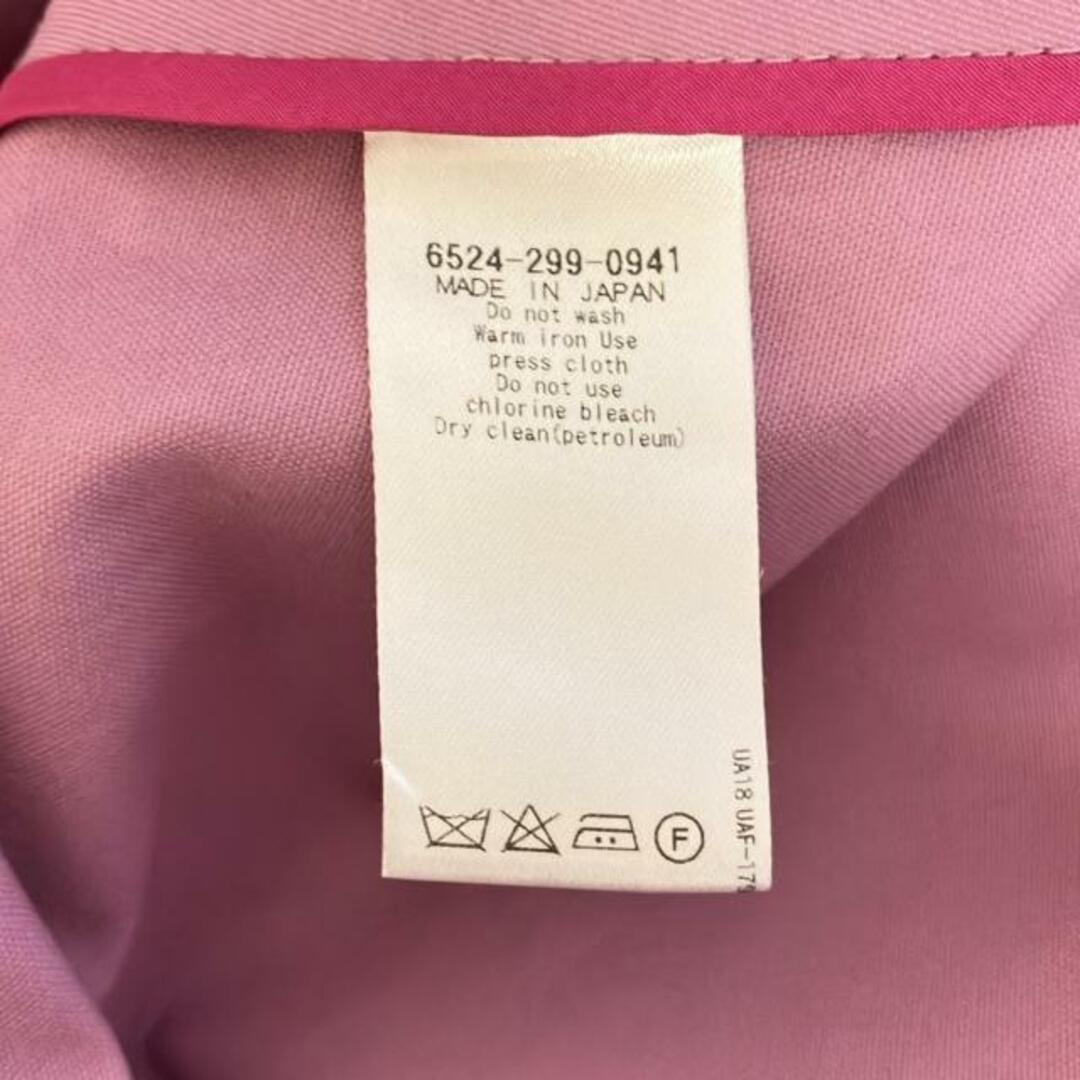 6524-299-0941
MADE IN JAPAN
Do not wash
Warm iron Use
press cloth
Do not use
chlorine bleach
Dry clean(petroleum)
F
UA18 UAF-179